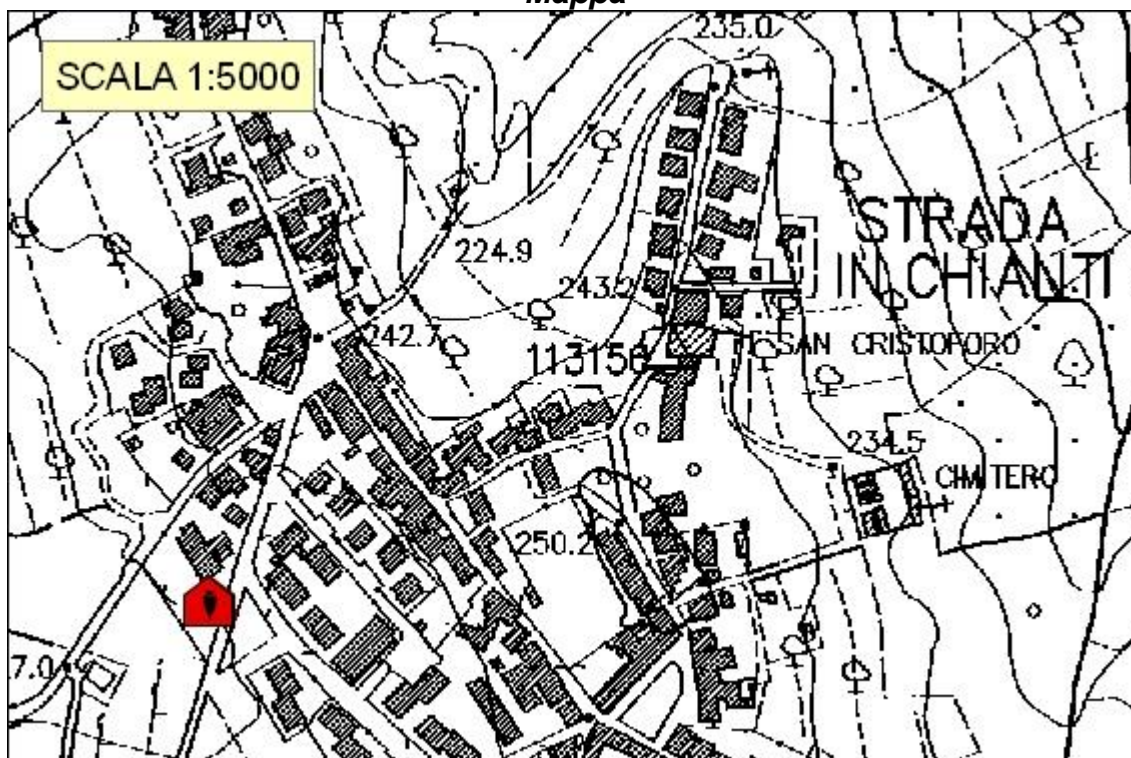 Mappa
235.0
SCALA 1:5000
STRADA
224.9
IN CHIANTI
243.2
242.7
SAN CRISTOFORO
113156
234.5
CIMITERO
250.2
7.0